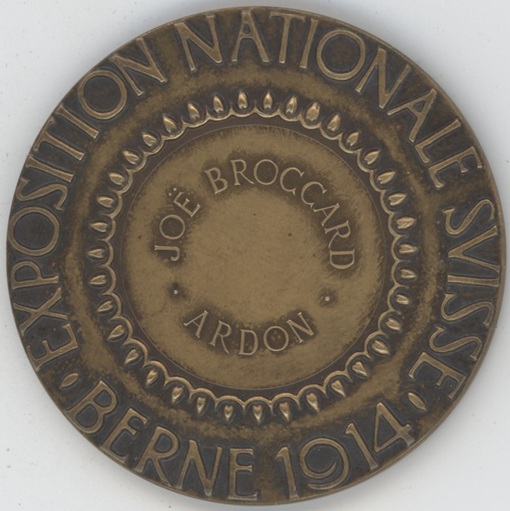 EXPOSITION NATIONALE SVISSE
BERNE 1914
JOË BROCCARD
ARDON